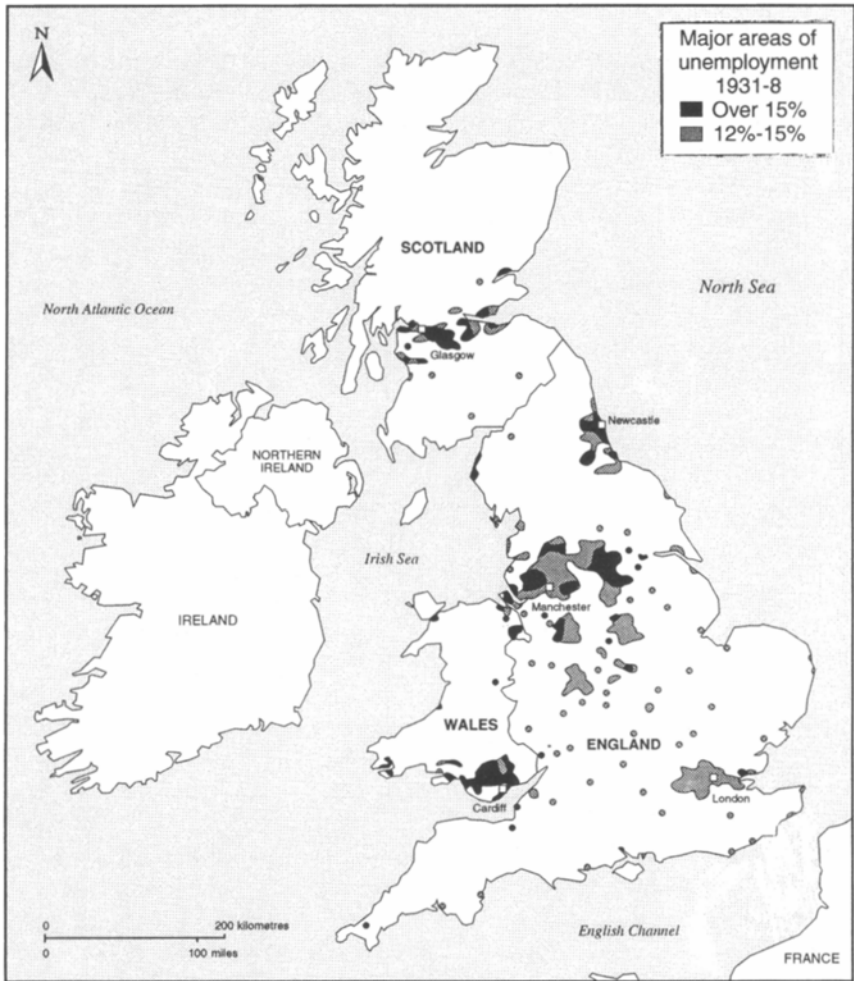 N
Major areas of
unemployment
1931-8
Over 15%
12%-15%
SCOTLAND
North Sea
North Atlantic Ocean
Glasgow
Newcastle
NORTHERN
IRELAND
Irish Sea
IRELAND
Manchester
WALES
ENGLAND
Cardiff
London
0
200 kilometres
100 miles
English Channel
FRANCE